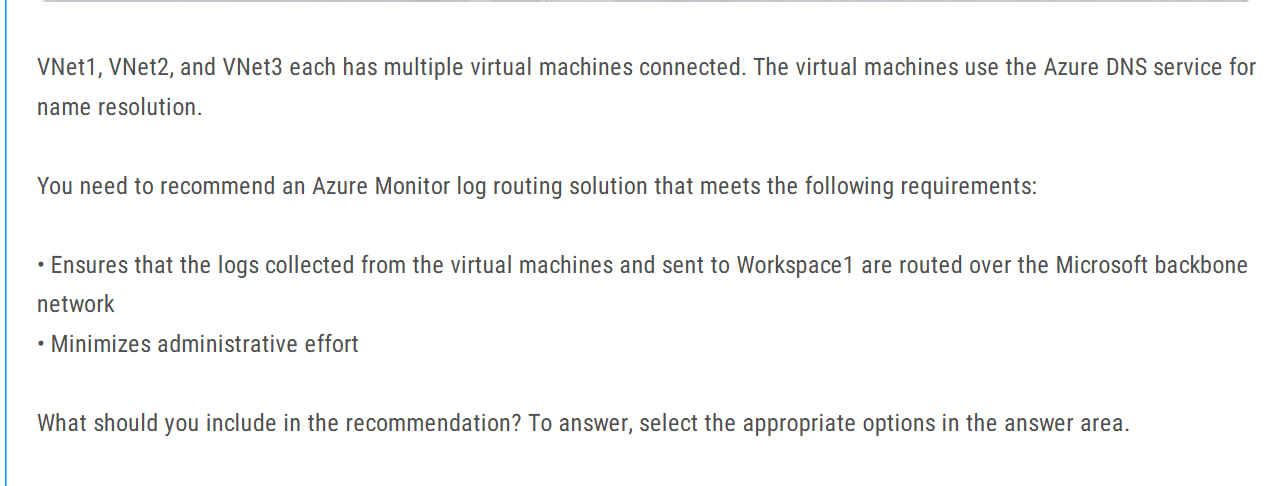 VNet1, VNet2, and VNet3 each has multiple virtual machines connected. The virtual machines use the Azure DNS service for
name resolution.
You need to recommend an Azure Monitor log routing solution that meets the following requirements:
• Ensures that the logs collected from the virtual machines and sent to Workspace1 are routed over the Microsoft backbone
network
• Minimizes administrative effort
What should you include in the recommendation? To answer, select the appropriate options in the answer area.